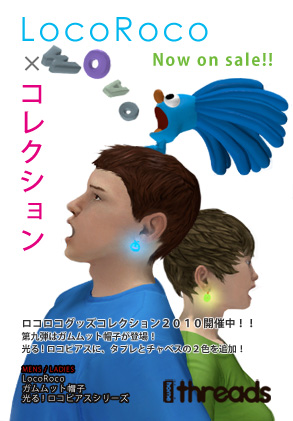 LocoRoco
Now on sale!!
×
コレクション
ロコロコグッズコレクション2010開催中！！
第九弾はガムムット帽子が登場！
光る！ロコピアスに、タプレとチャペスの２色を追加！
MENS / LADIES
LocoRoco
ガムムット帽子
光る！ロコピアスシリーズ
threads